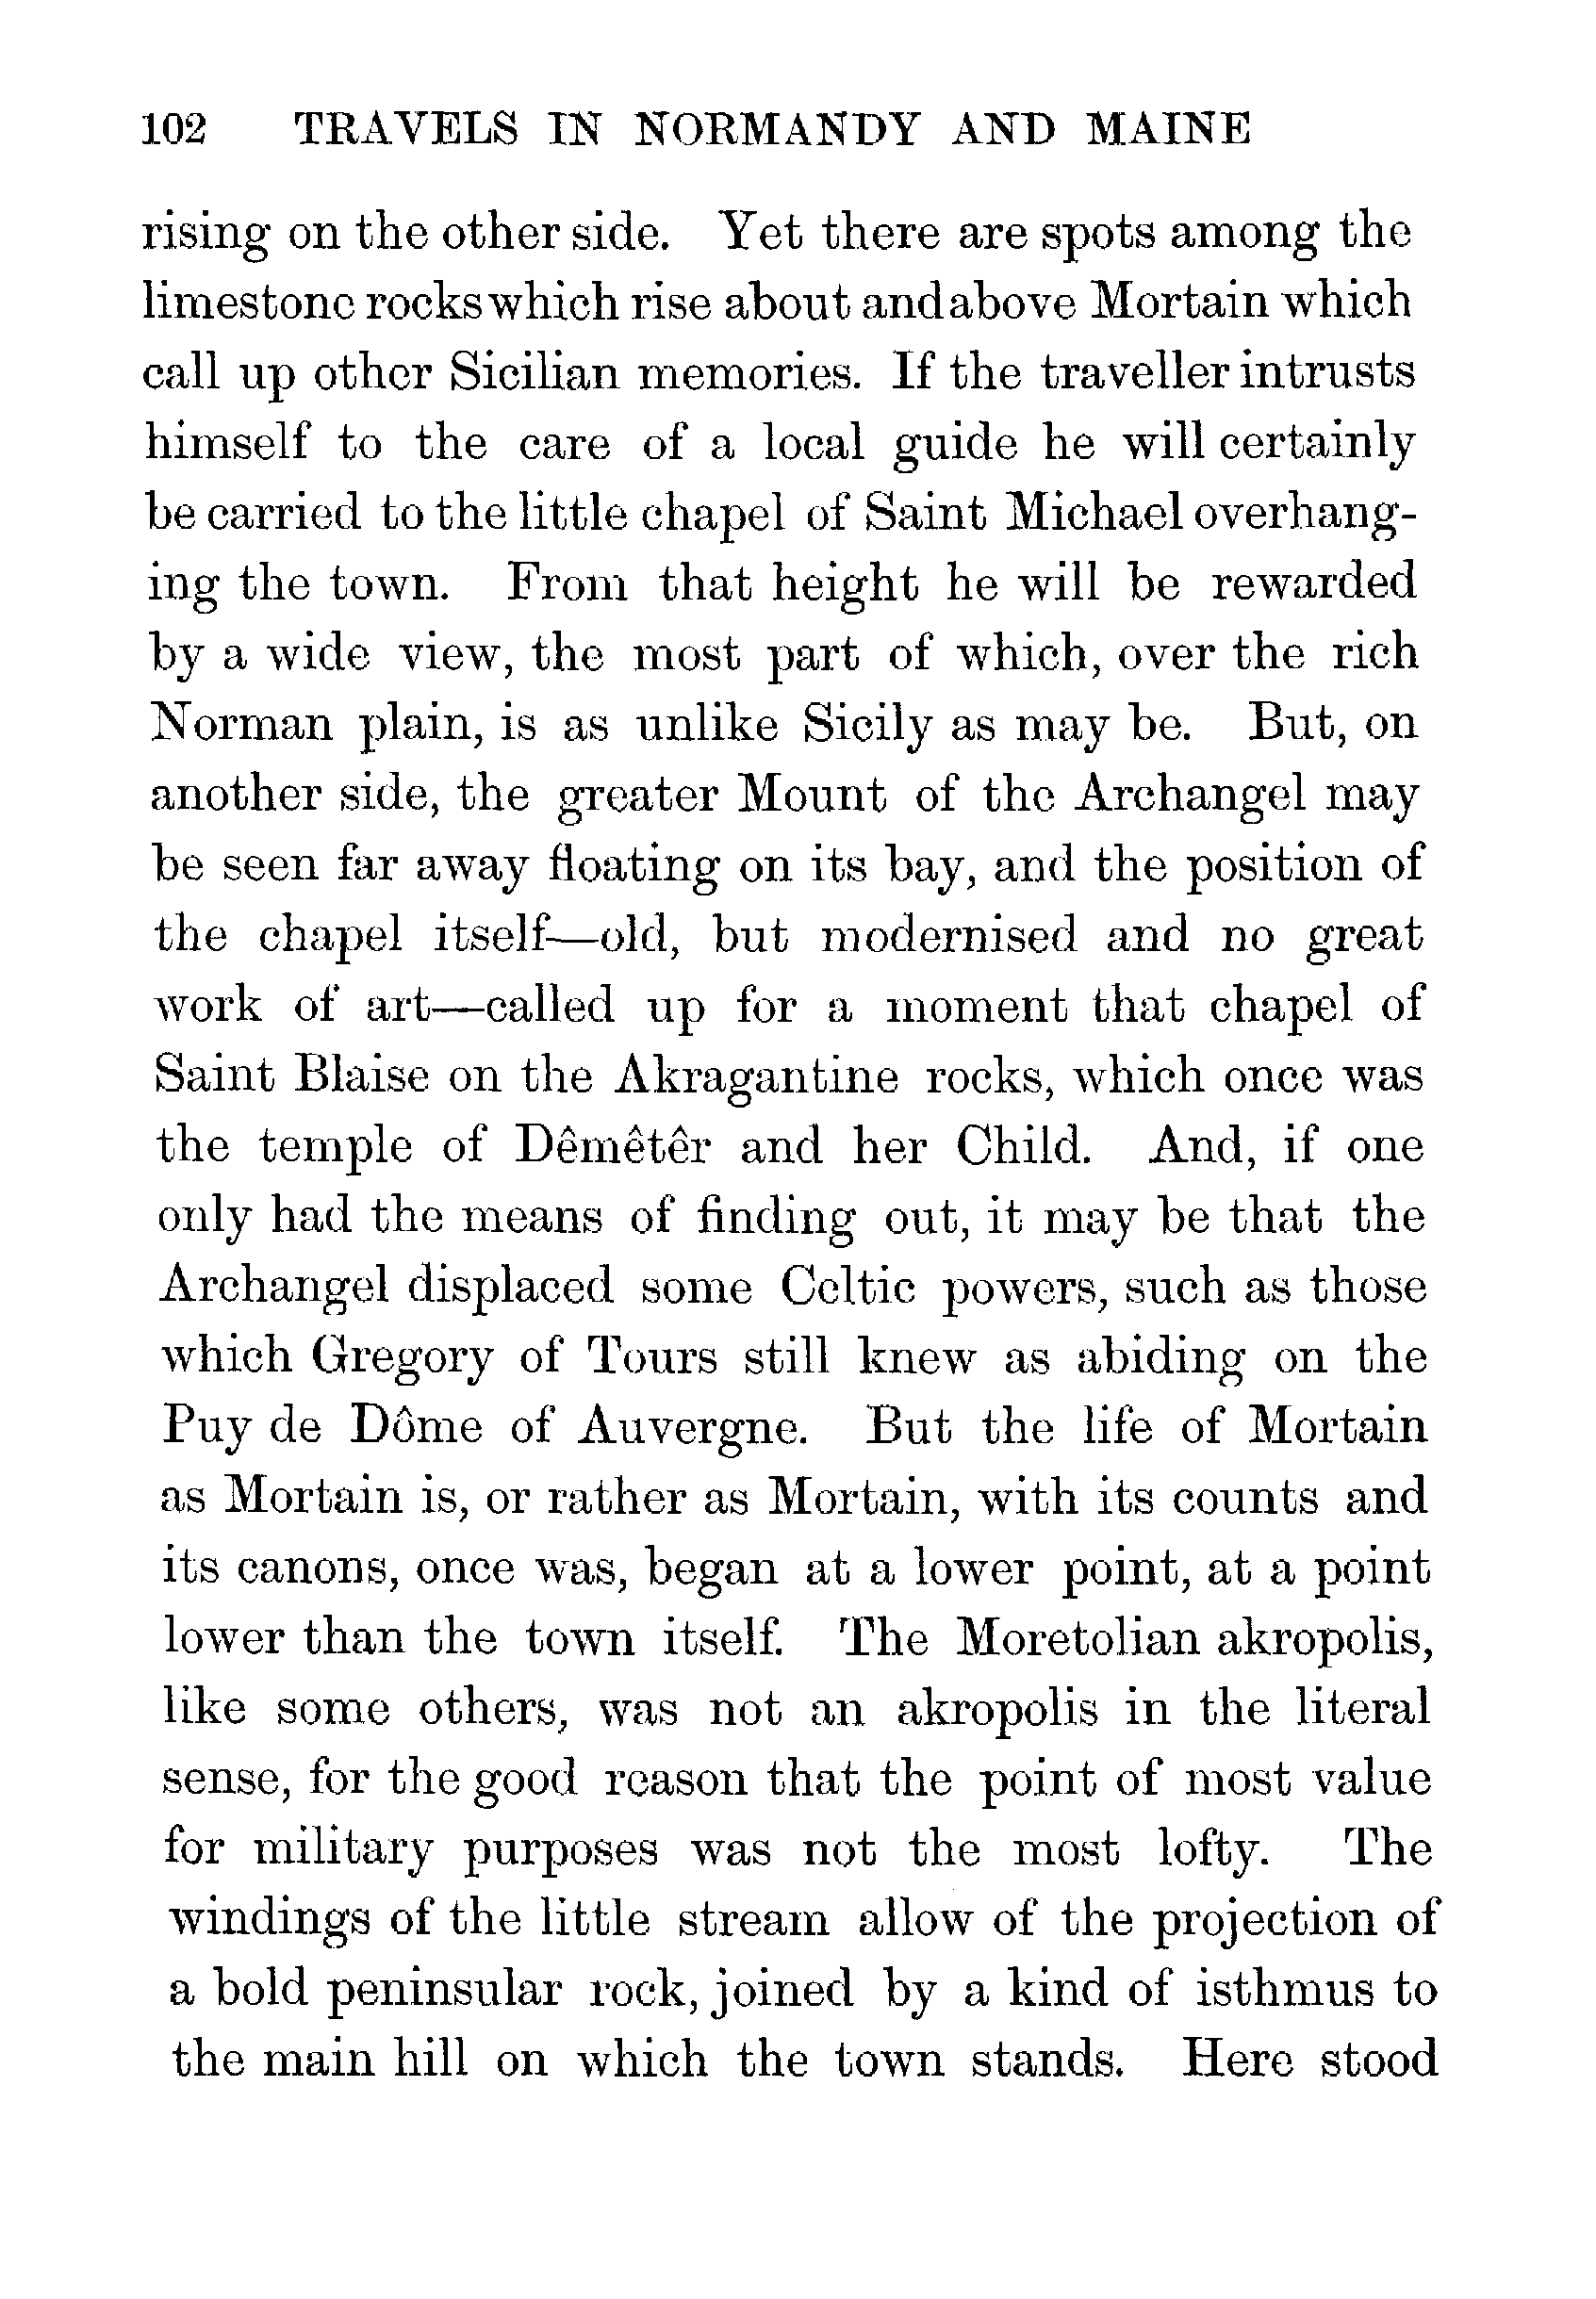 102 TRAVELS IN NORMANDY AND MAINE
rising on the other side. Yet there are spots among the
limestone rocks which rise about and above Mortain which
call up other Sicilian memories. If the traveller intrusts
himself to the care of a local guide he will certainly
be carried to the little chapel of Saint Michael overhang-
ing the town. From that height he will be rewarded
by a wide view, the most part of which, over the rich
Norman plain, is as unlike Sicily as may be. But, on
another side, the greater Mount of the Archangel may
be seen far away floating on its bay, and the position of
the chapel itself—old, but modernised and no great
work of art—called up for a moment that chapel of
Saint Blaise on the Akragantine rocks, which once was
the temple of Dêmêtêr and her Child. And, if one
only had the means of finding out, it may be that the
Archangel displaced some Celtic powers, such as those
which Gregory of Tours still knew as abiding on the
Puy de Dôme of Auvergne. But the life of Mortain
as Mortain is, or rather as Mortain, with its counts and
its canons, once was, began at a lower point, at a point
lower than the town itself. The Moretolian akropolis,
like some others, was not an akropolis in the literal
sense, for the good reason that the point of most value
for military purposes was not the most lofty. The
windings of the little stream allow of the projection of
a bold peninsular rock, joined by a kind of isthmus to
the main hill on which the town stands. Here stood